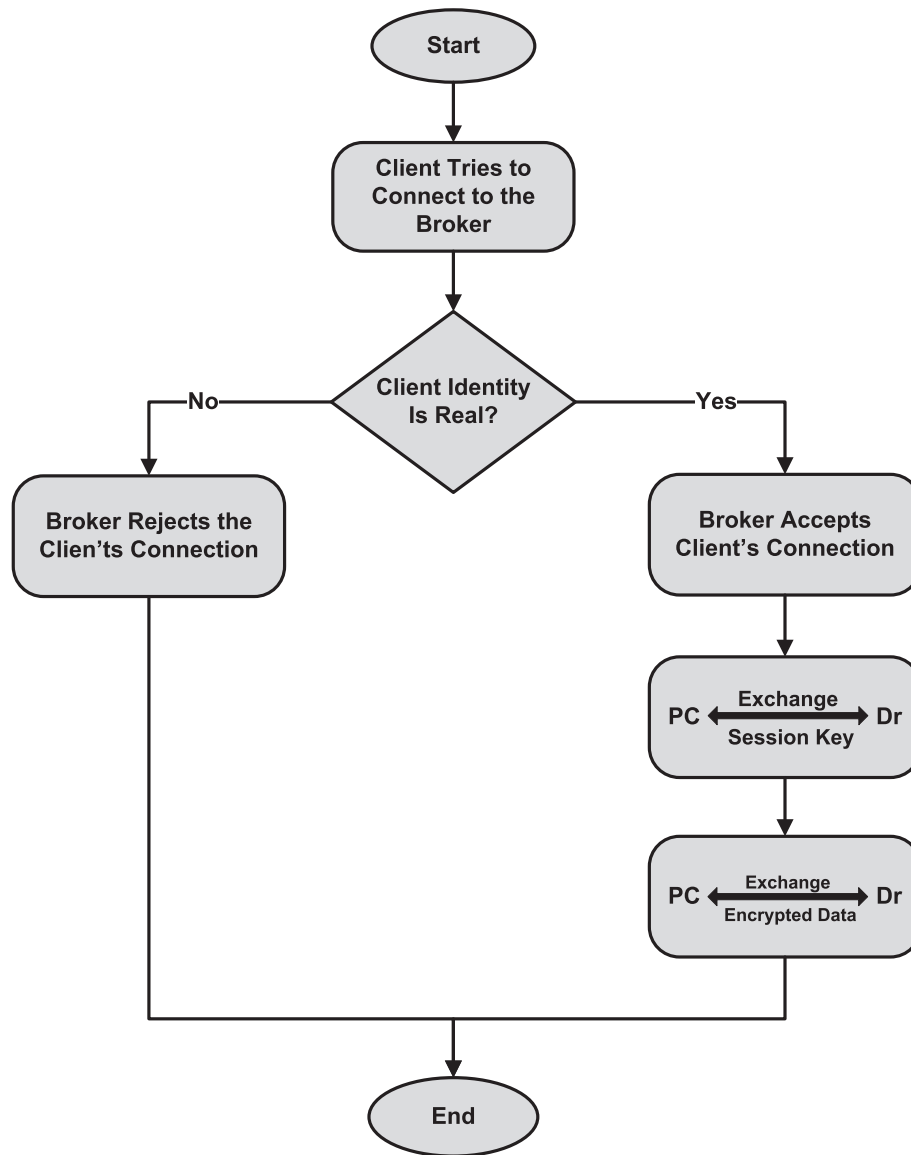 Start
Client Tries to
Connect to the
Broker
Client Identity
Is Real?
No
Yes
Broker Rejects the
Clien'ts Connection
Broker Accepts
Client’s Connection
PC Exchange Dr
Session Key
PC Exchange Dr
Encrypted Data
End